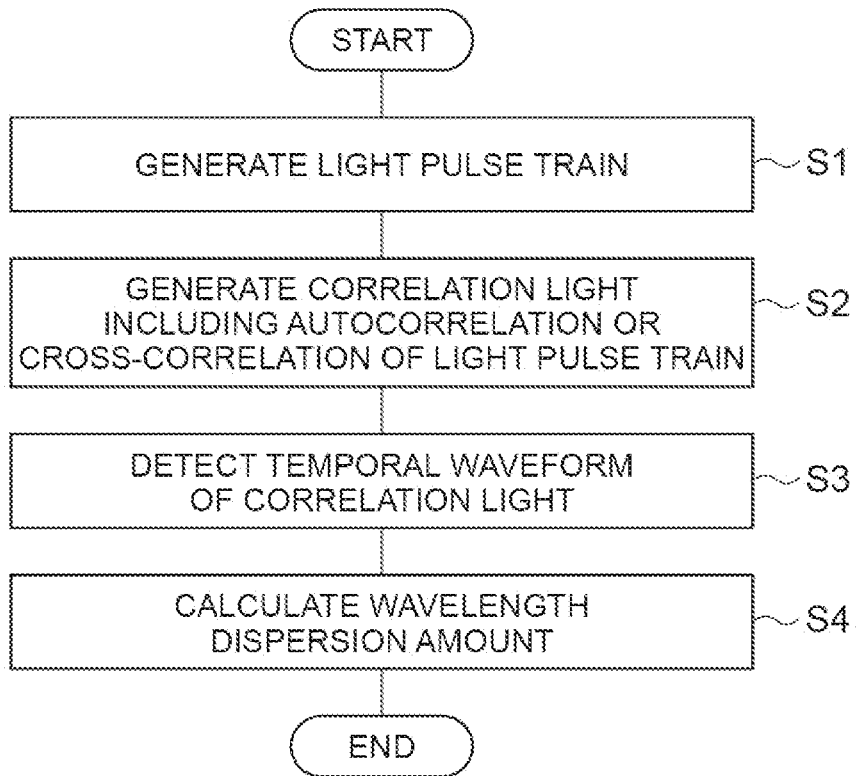 START
GENERATE LIGHT PULSE TRAIN
S1
GENERATE CORRELATION LIGHT
INCLUDING AUTOCORRELATION OR
CROSS-CORRELATION OF LIGHT PULSE TRAIN
S2
DETECT TEMPORAL WAVEFORM
OF CORRELATION LIGHT
S3
CALCULATE WAVELENGTH
DISPERSION AMOUNT
S4
END